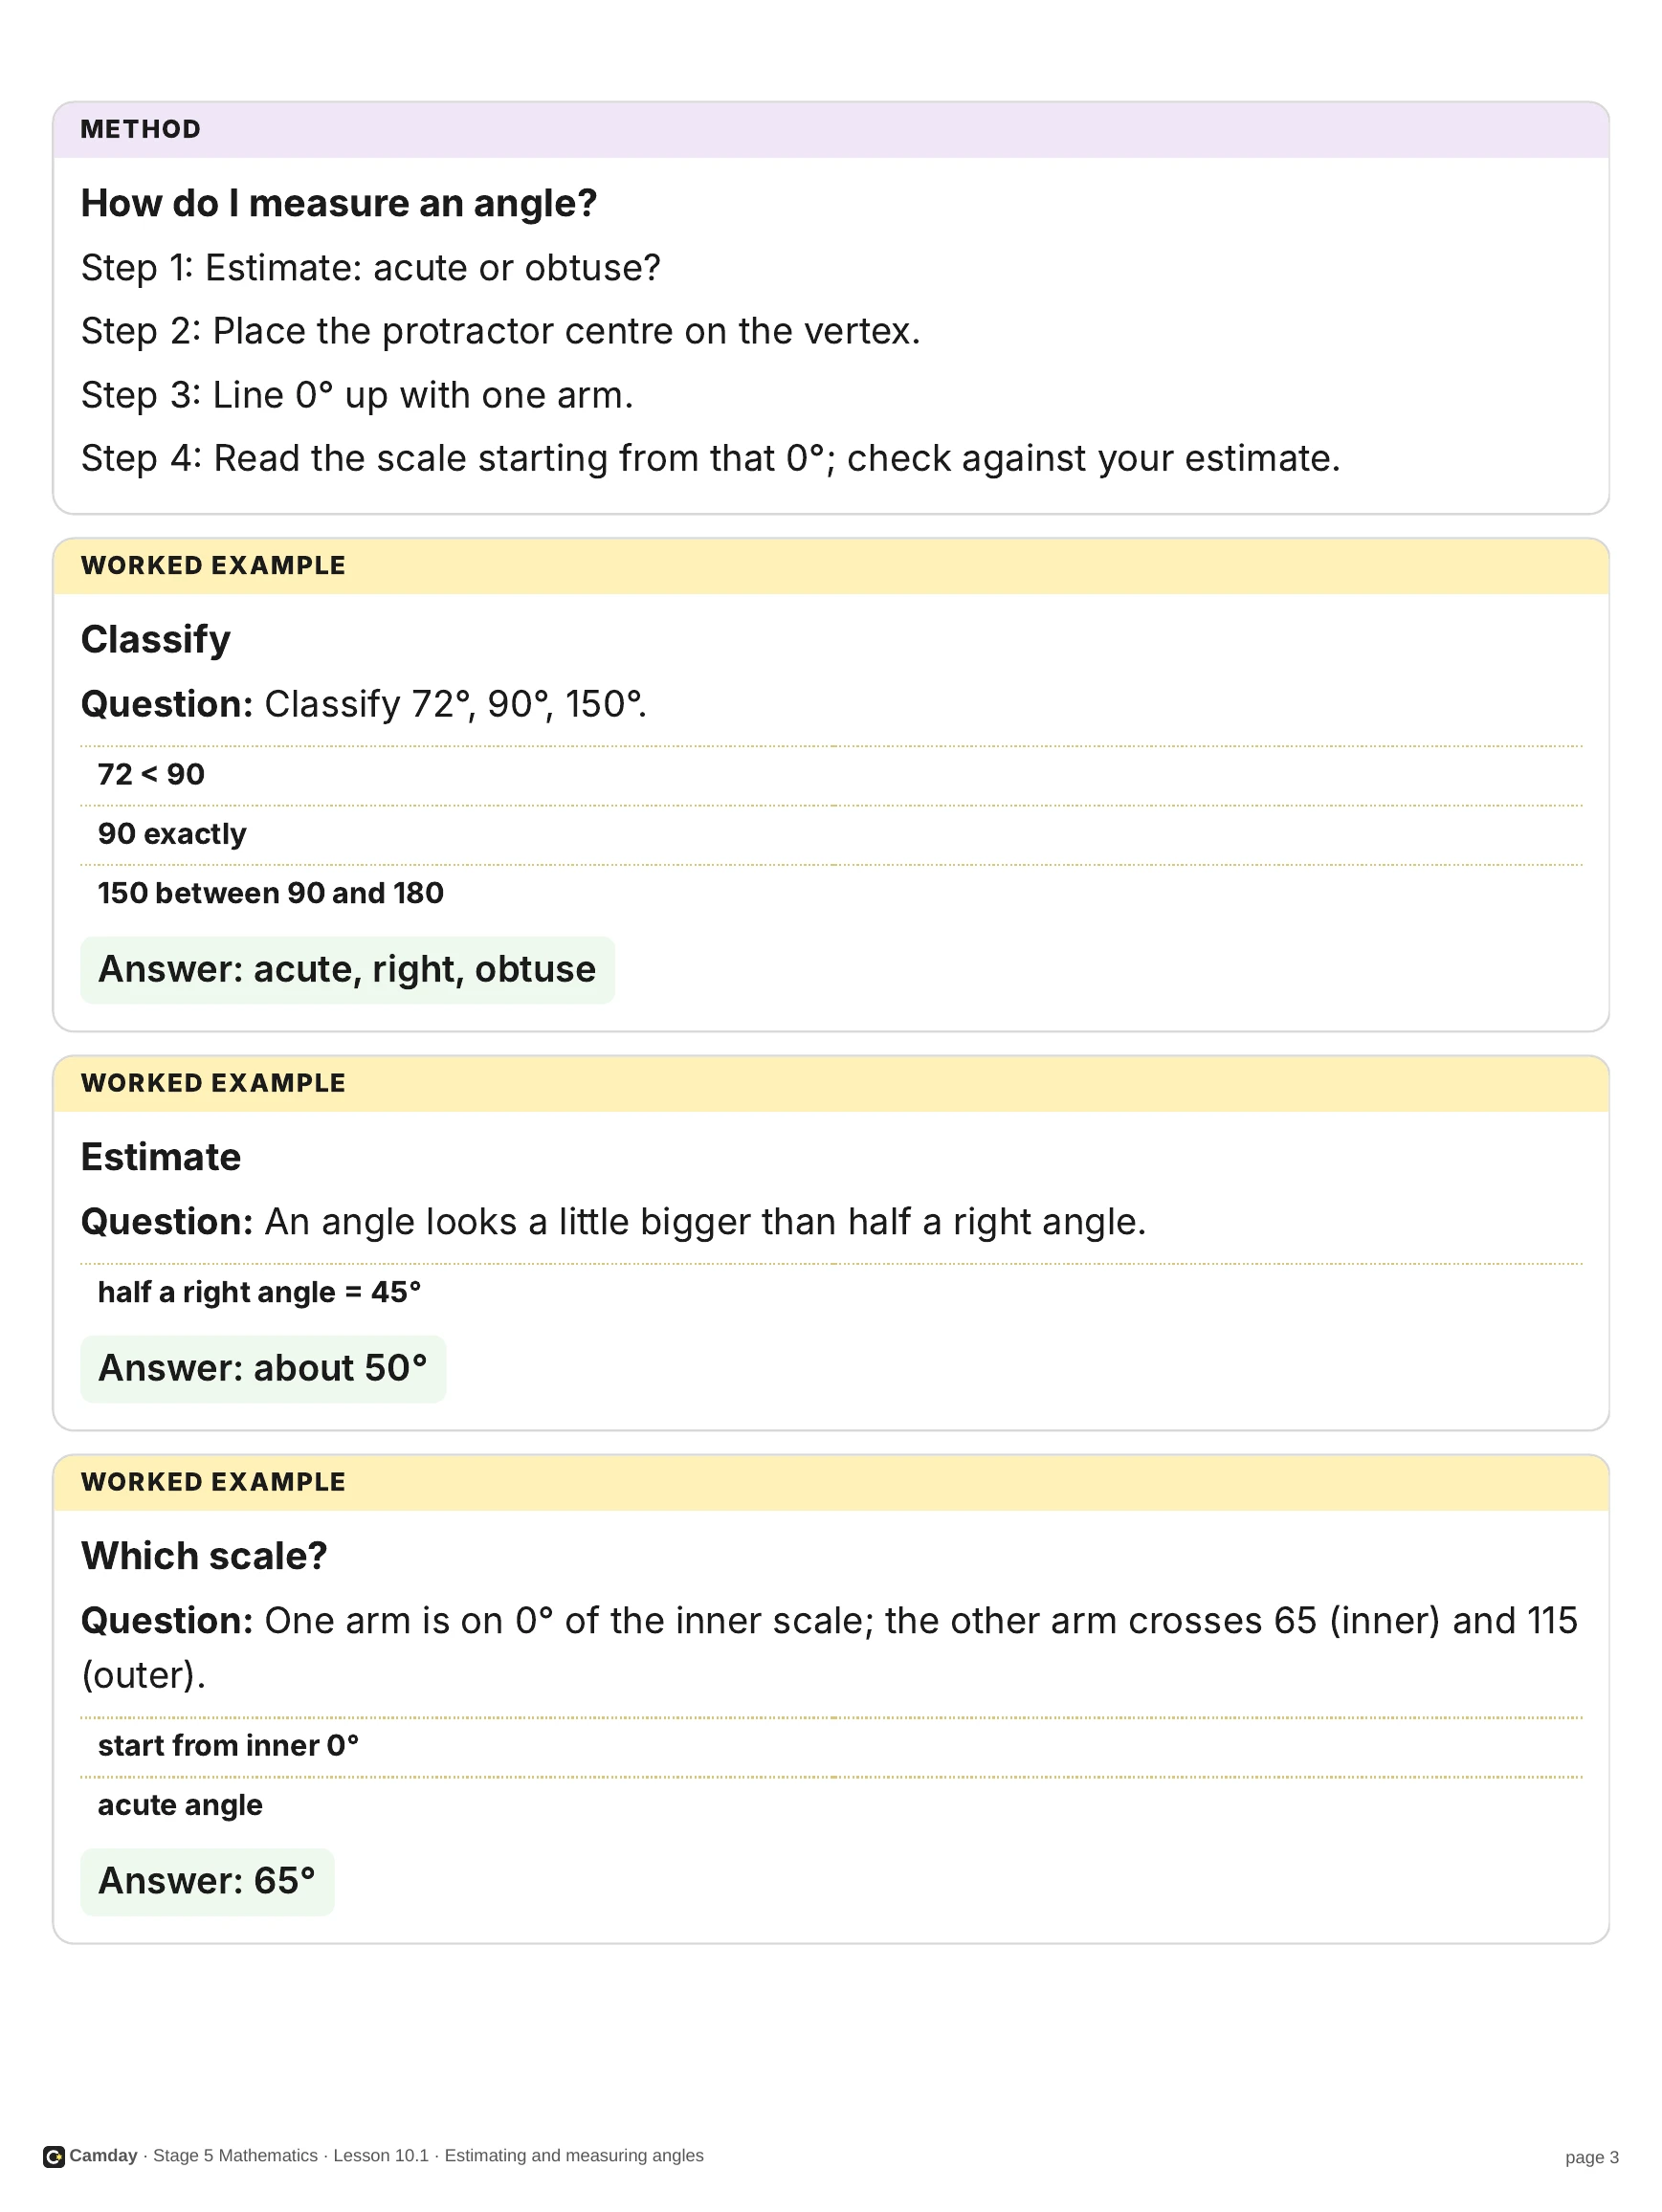 METHOD
How do I measure an angle?
Step 1: Estimate: acute or obtuse?
Step 2: Place the protractor centre on the vertex.
Step 3: Line 0° up with one arm.
Step 4: Read the scale starting from that 0°; check against your estimate.
WORKED EXAMPLE
Classify
Question: Classify 72°, 90°, 150°.
72 < 90
90 exactly
150 between 90 and 180
Answer: acute, right, obtuse
WORKED EXAMPLE
Estimate
Question: An angle looks a little bigger than half a right angle.
half a right angle = 45°
Answer: about 50°
WORKED EXAMPLE
Which scale?
Question: One arm is on 0° of the inner scale; the other arm crosses 65 (inner) and 115
(outer).
start from inner 0°
acute angle
Answer: 65°
Camday · Stage 5 Mathematics · Lesson 10.1 · Estimating and measuring angles
page 3